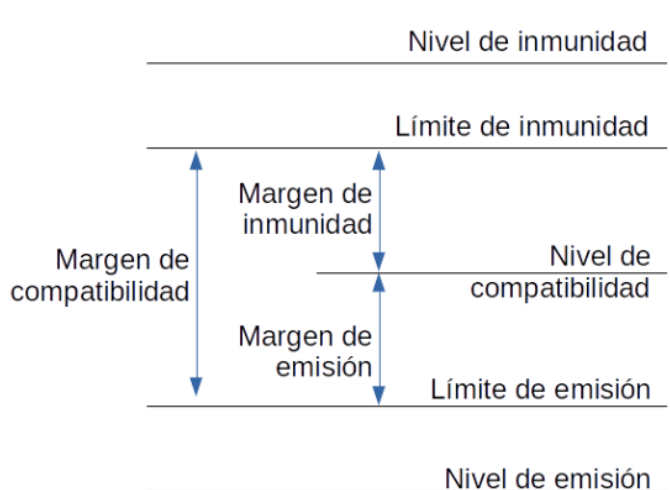 Nivel de inmunidad
Límite de inmunidad
Margen de
inmunidad
Margen de
compatibilidad
Nivel de
compatibilidad
Margen de
emisión
Límite de emisión
Nivel de emisión